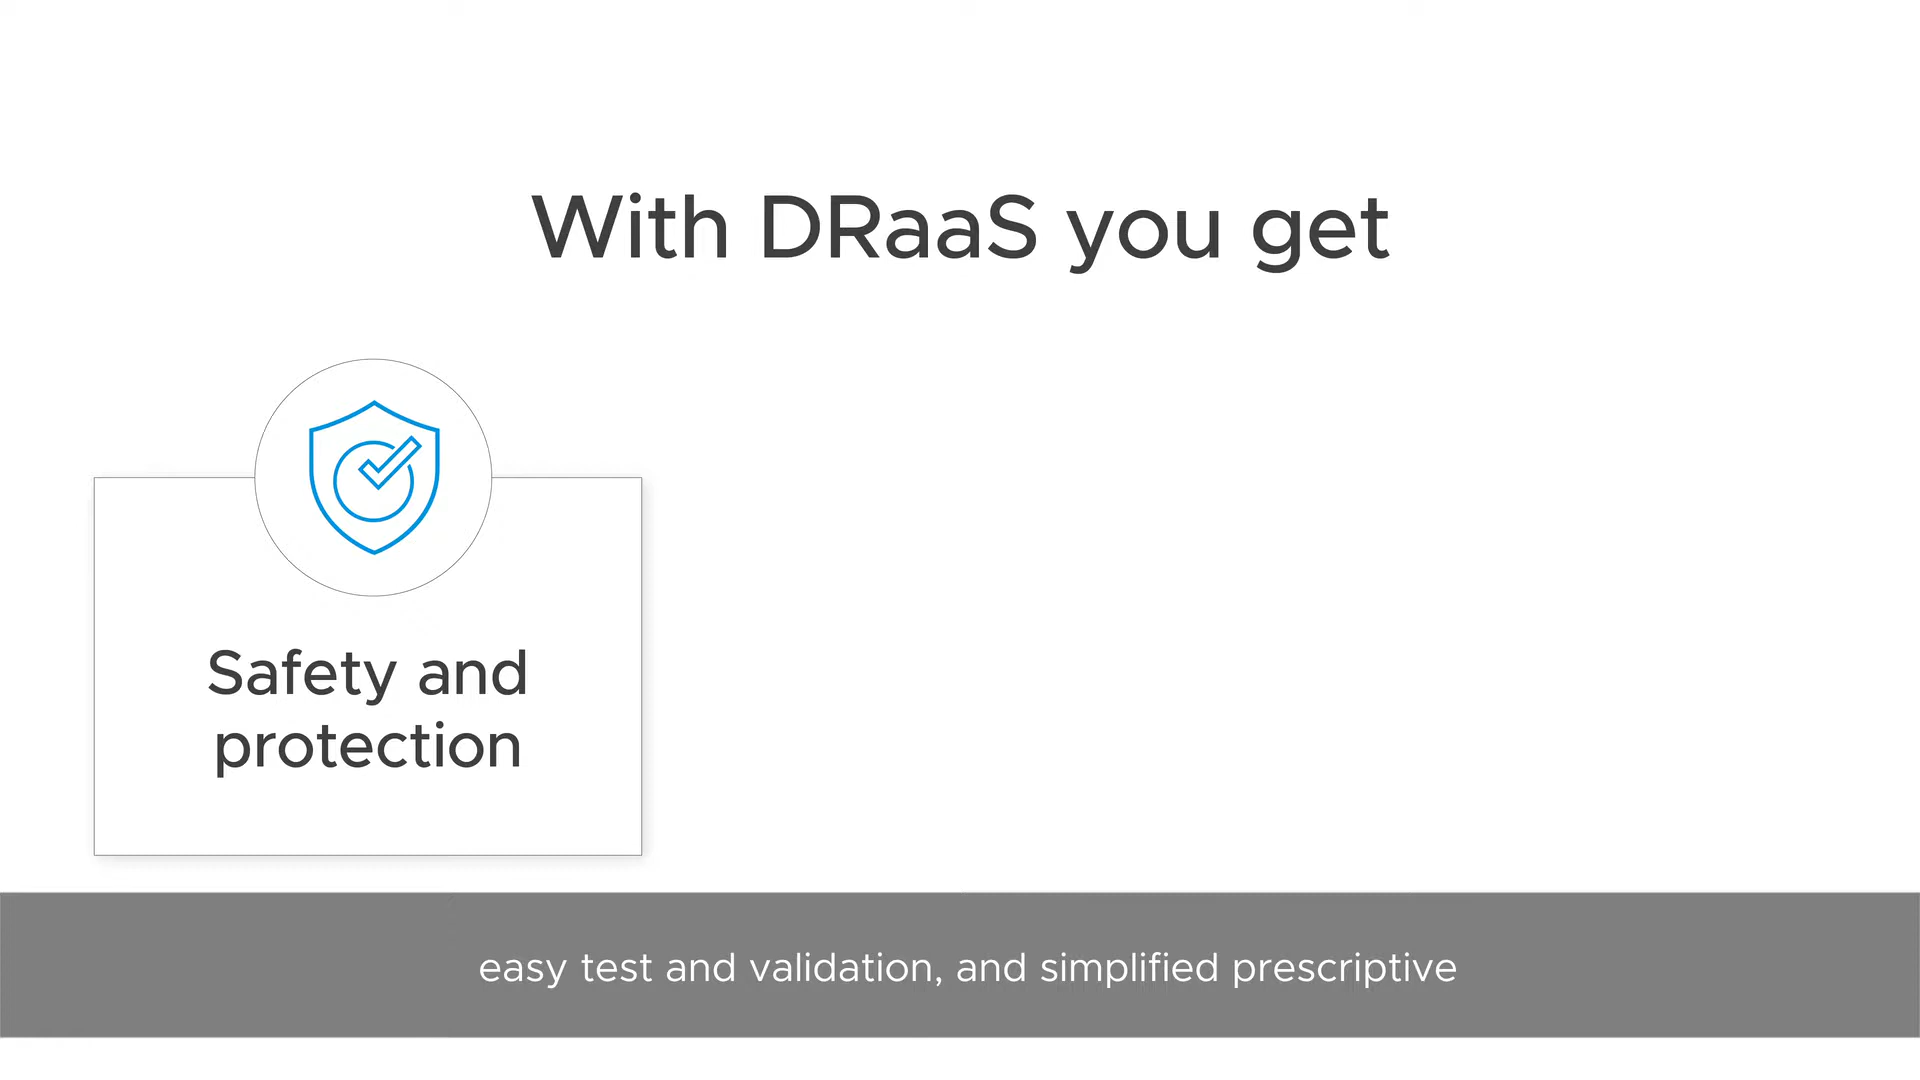 With DRaaS you get
Safety and
protection
easy test and validation, and simplified prescriptive